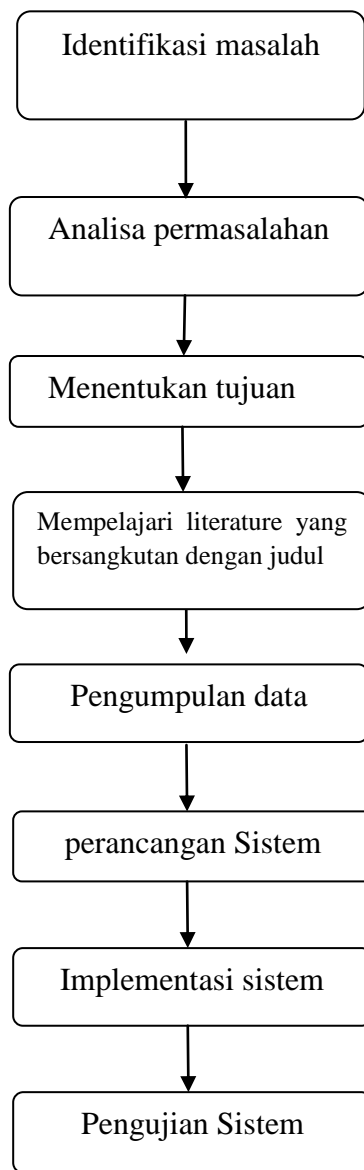 Identifikasi masalah
Analisa permasalahan
Menentukan tujuan
Mempelajari literature yang
bersangkutan dengan judul
Pengumpulan data
perancangan Sistem
Implementasi sistem
Pengujian Sistem